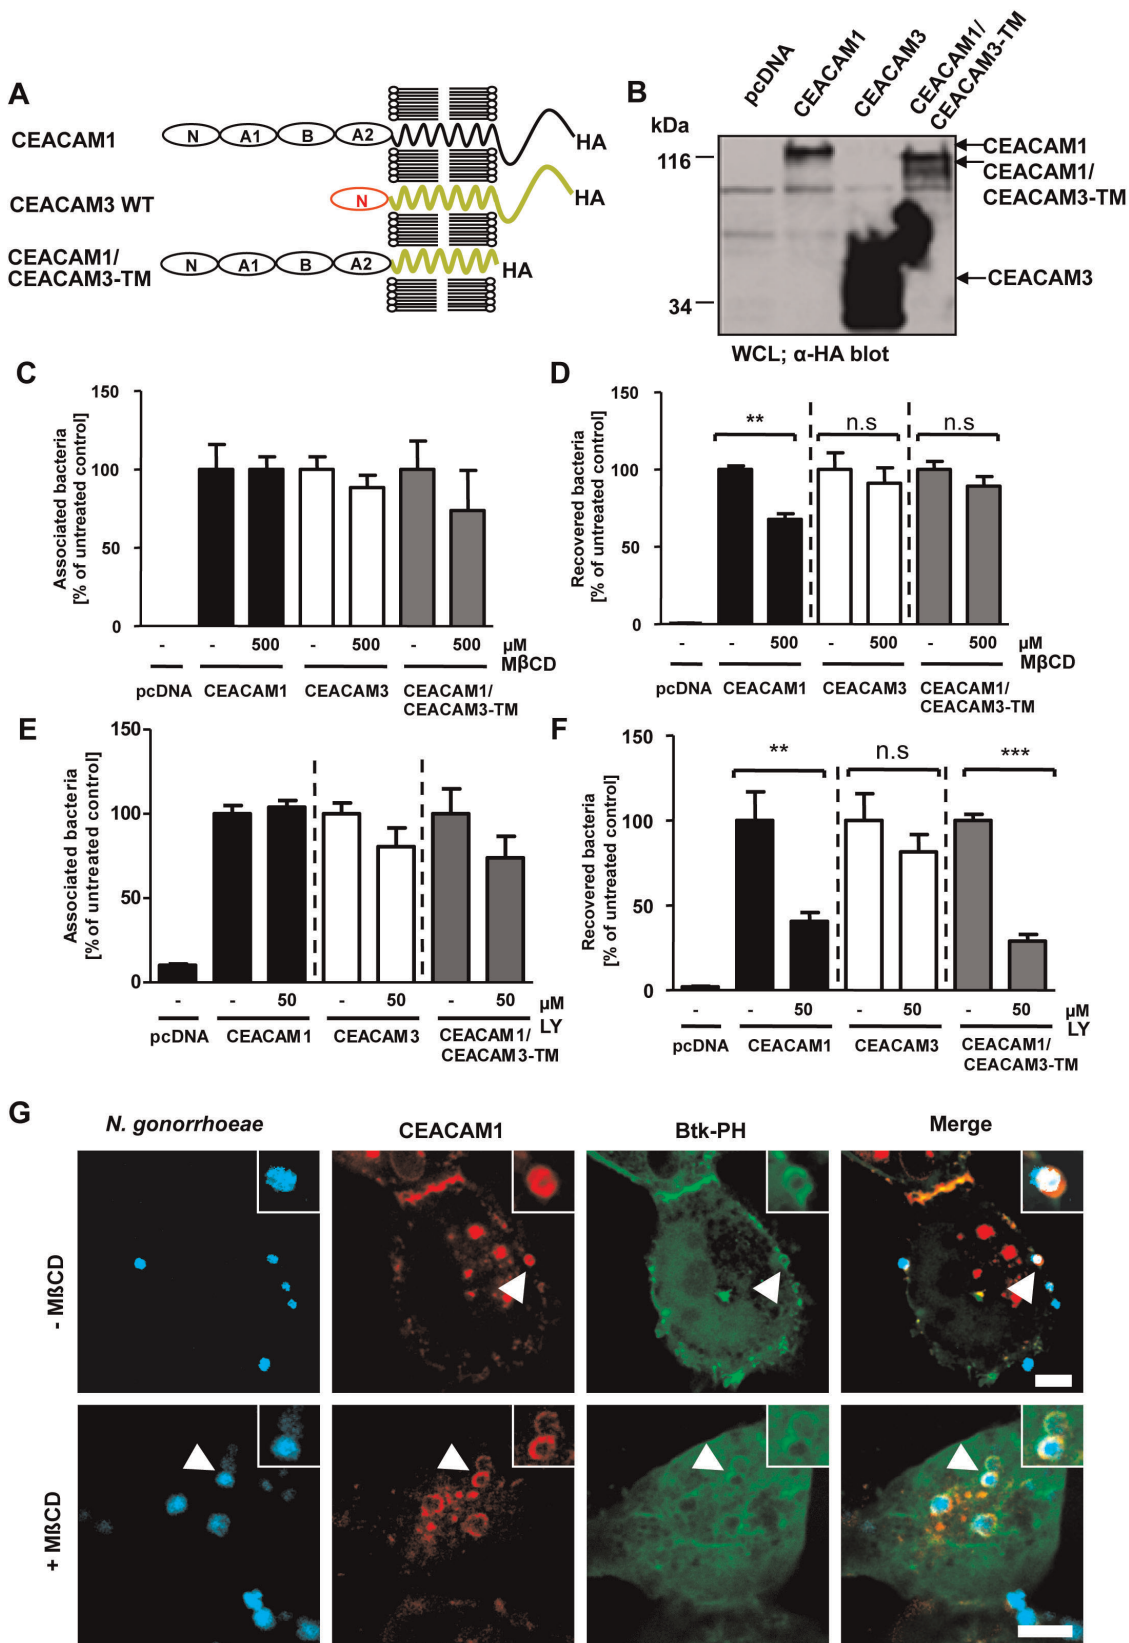 A
CEACAM1
N A1 B A2
HA
CEACAM3 WT
N
HA
CEACAM1/
CEACAM3-TM
N A1 B A2
HA
B
kDa
pcDNA
CEACAM1
CEACAM3
CEACAM1/
CEACAM3-TM
116
34
CEACAM1
CEACAM1/
CEACAM3-TM
CEACAM3
WCL; α-HA blot
C
Associated bacteria
[% of untreated control]
150
100
50
0
- - 500 - 500 - 500 µM
MβCD
pcDNA CEACAM1 CEACAM3 CEACAM1/
CEACAM3-TM
D
Recovered bacteria
[% of untreated control]
150
100
50
0
** n.s n.s
- - 500 - 500 - 500 µM
MβCD
pcDNA CEACAM1 CEACAM3 CEACAM1/
CEACAM3-TM
E
Associated bacteria
[% of untreated control]
150
100
50
0
- - 50 - 50 - 50 µM
LY
pcDNA CEACAM1 CEACAM3 CEACAM1/
CEACAM3-TM
F
Recovered bacteria
[% of untreated control]
150
100
50
0
** n.s ***
- - 50 - 50 - 50 µM
LY
pcDNA CEACAM1 CEACAM3 CEACAM1/
CEACAM3-TM
G
N. gonorrhoeae CEACAM1 Btk-PH Merge
- MßCD
+ MßCD